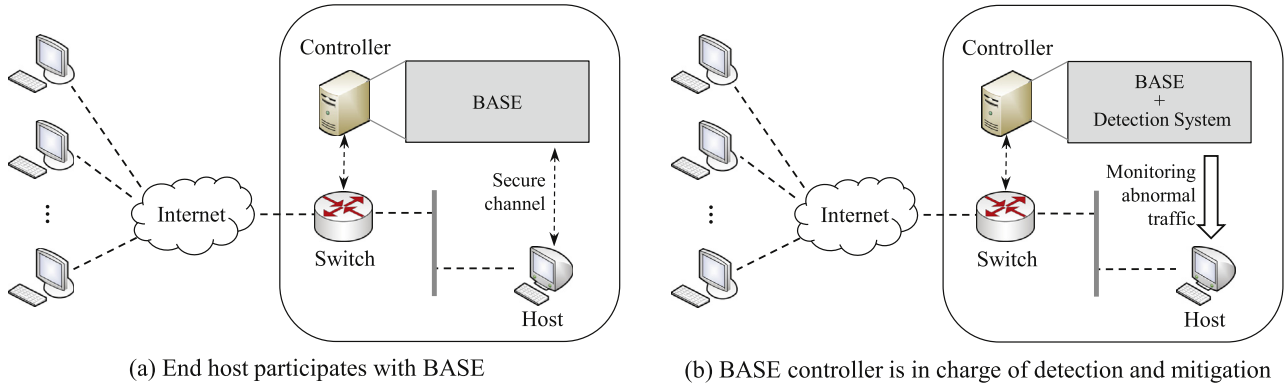 Controller
BASE
Secure
channel
Internet
Switch
Host
(a) End host participates with BASE
Controller
BASE
+
Detection System
Monitoring
abnormal
traffic
Internet
Switch
Host
(b) BASE controller is in charge of detection and mitigation